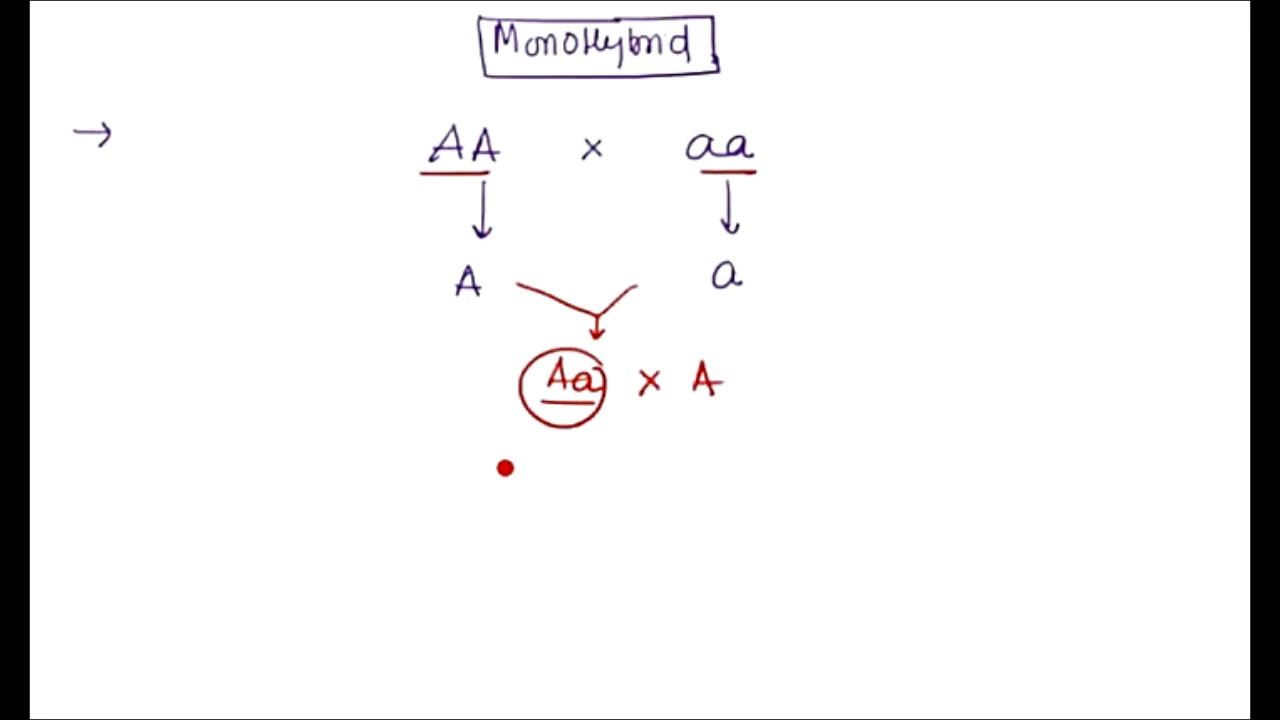 MonoHybrid
→ AA × aa
↓ ↓
A a
Aa × A